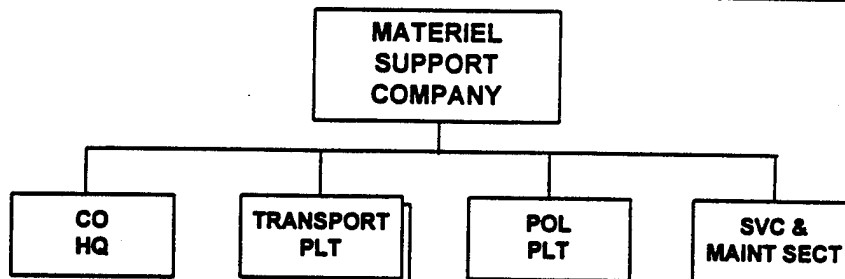 MATERIEL
SUPPORT
COMPANY
CO
HQ
TRANSPORT
PLT
POL
PLT
SVC &
MAINT SECT